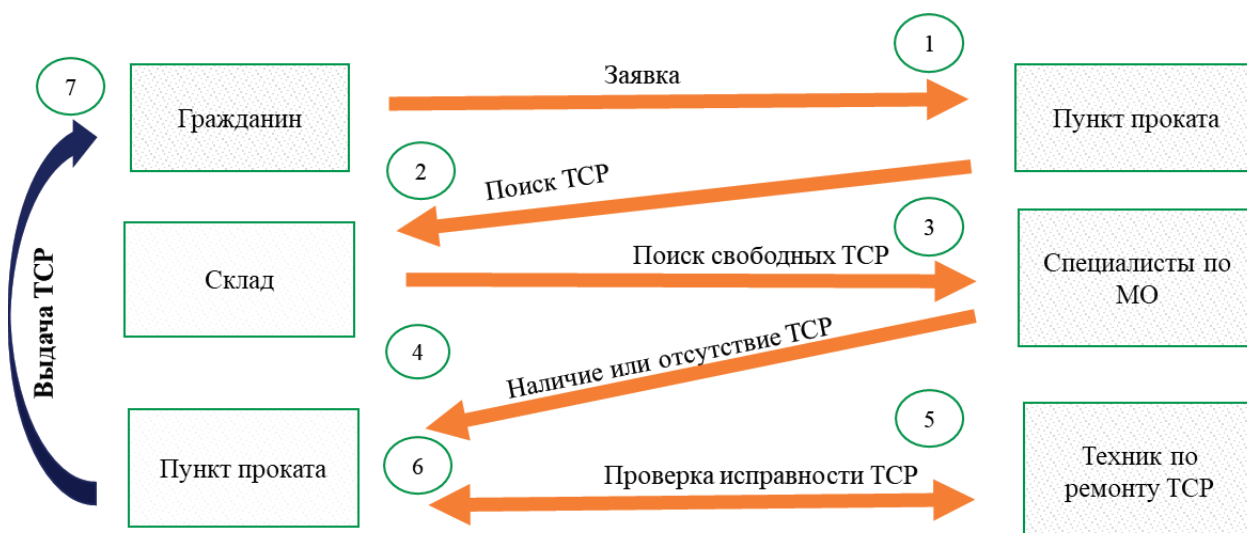 1
7
Заявка
Гражданин
Пункт проката
2
Поиск ТСР
3
Поиск свободных ТСР
Склад
Специалисты по
МО
4
Наличие или отсутствие ТСР
Выдача ТСР
5
Пункт проката
6
Проверка исправности ТСР
Техник по
ремонту ТСР